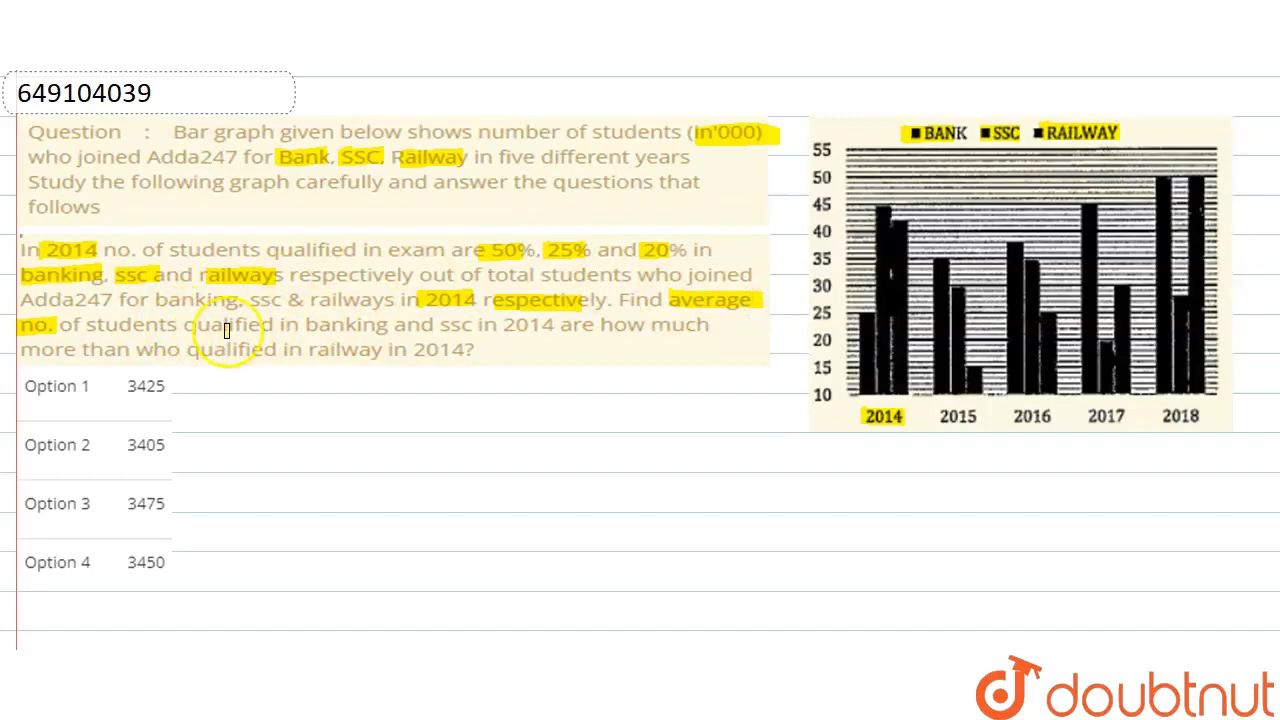 649104039
Question : Bar graph given below shows number of students (in'000)
who joined Adda247 for Bank, SSC, Railway in five different years
Study the following graph carefully and answer the questions that
follows
.
In 2014 no. of students qualified in exam are 50%, 25% and 20% in
banking, ssc and railways respectively out of total students who joined
Adda247 for banking, ssc & railways in 2014 respectively. Find average
no. of students qualified in banking and ssc in 2014 are how much
more than who qualified in railway in 2014?
Option 1 3425
Option 2 3405
Option 3 3475
Option 4 3450
BANK SSC RAILWAY
55
50
45
40
35
30
25
20
15
10
2014 2015 2016 2017 2018
doubtnut